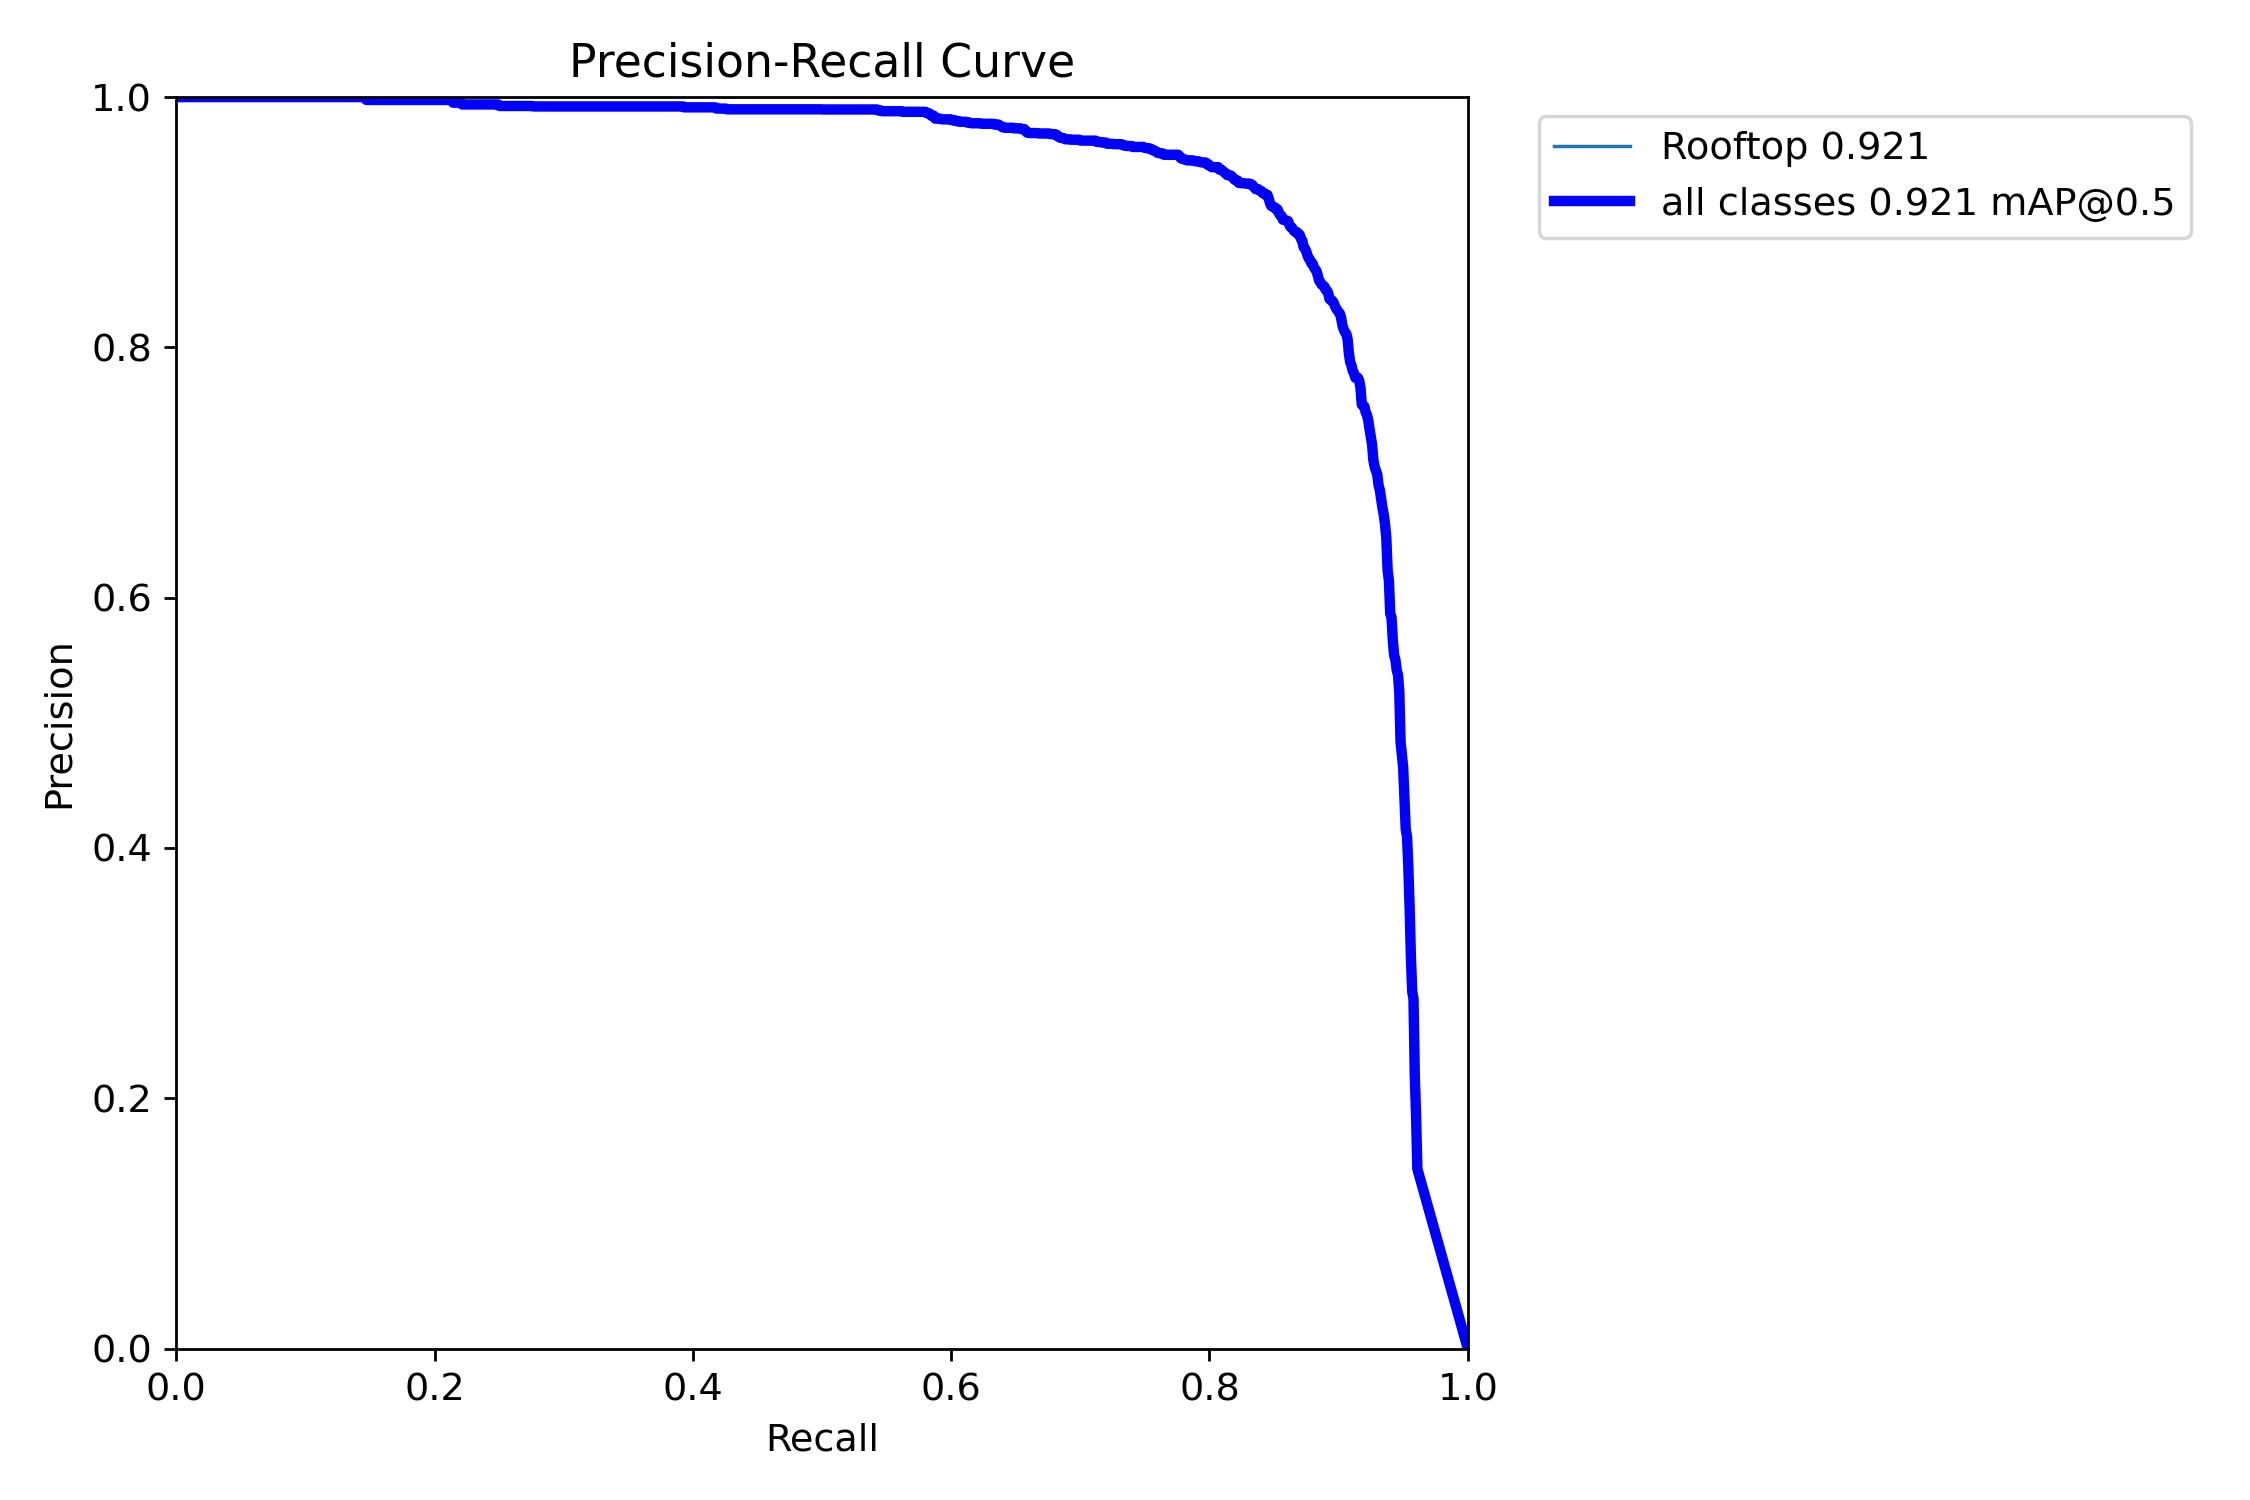 Precision-Recall Curve
1.0
0.8
0.6
0.4
0.2
0.0
Precision
0.0 0.2 0.4 0.6 0.8 1.0
Recall
Rooftop 0.921
all classes 0.921 mAP@0.5